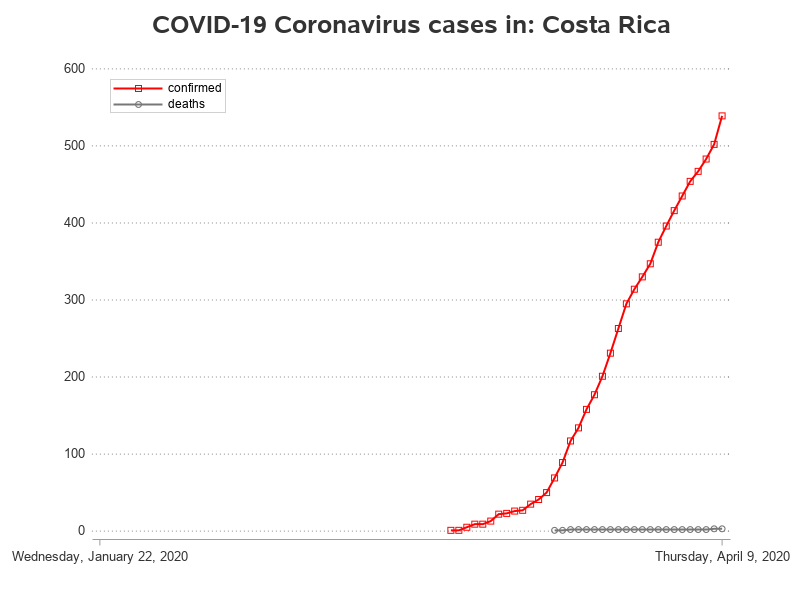 COVID-19 Coronavirus cases in: Costa Rica
600
confirmed
deaths
500
400
300
200
100
0
Wednesday, January 22, 2020
Thursday, April 9, 2020